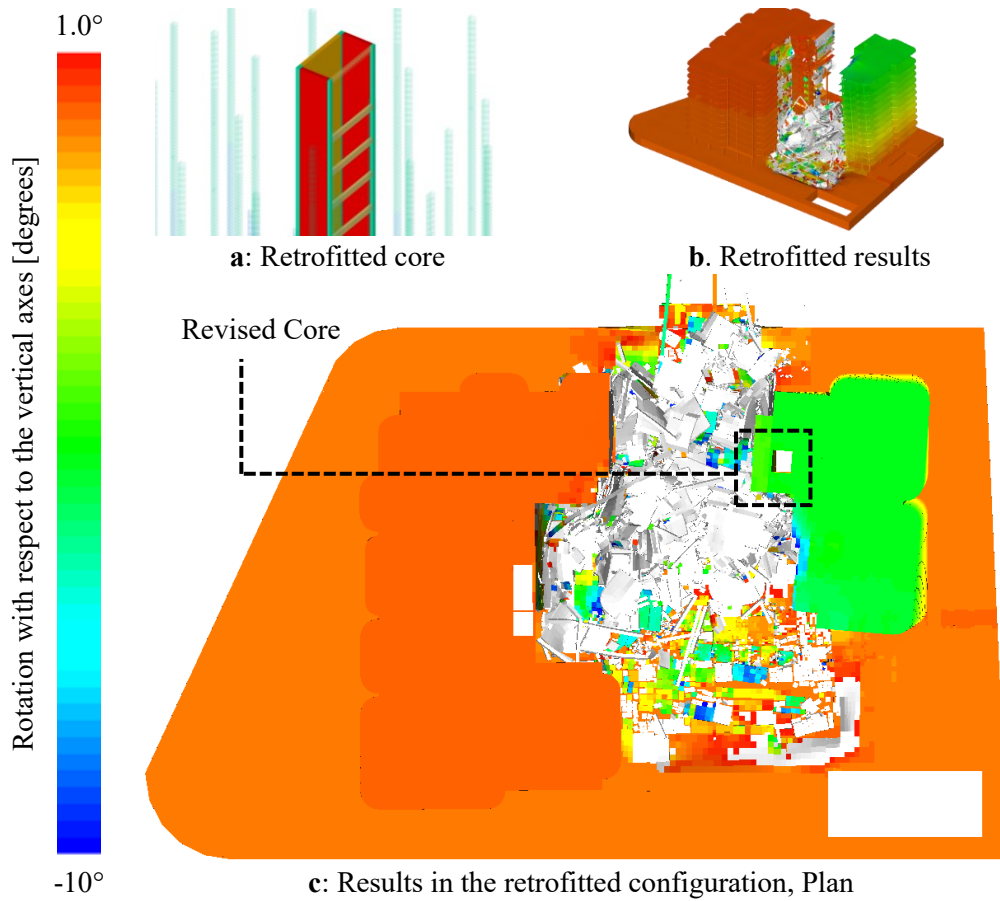 1.0°
Rotation with respect to the vertical axes [degrees]
-10°
a: Retrofitted core
b. Retrofitted results
Revised Core
c: Results in the retrofitted configuration, Plan